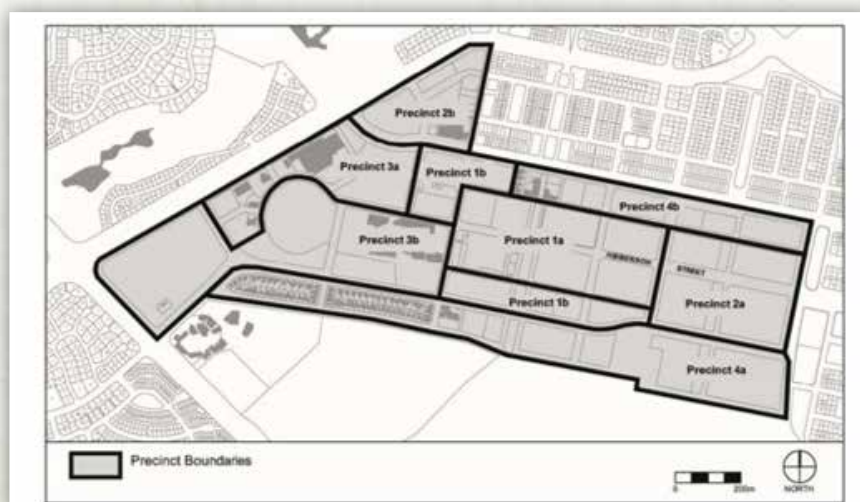 Precinct 2b
Precinct 3a
Precinct 1b
Precinct 4b
Precinct 3b
Precinct 1a
HIBBERSON STREET
Precinct 1b
Precinct 2a
Precinct 4a
Precinct Boundaries
0 200m
NORTH